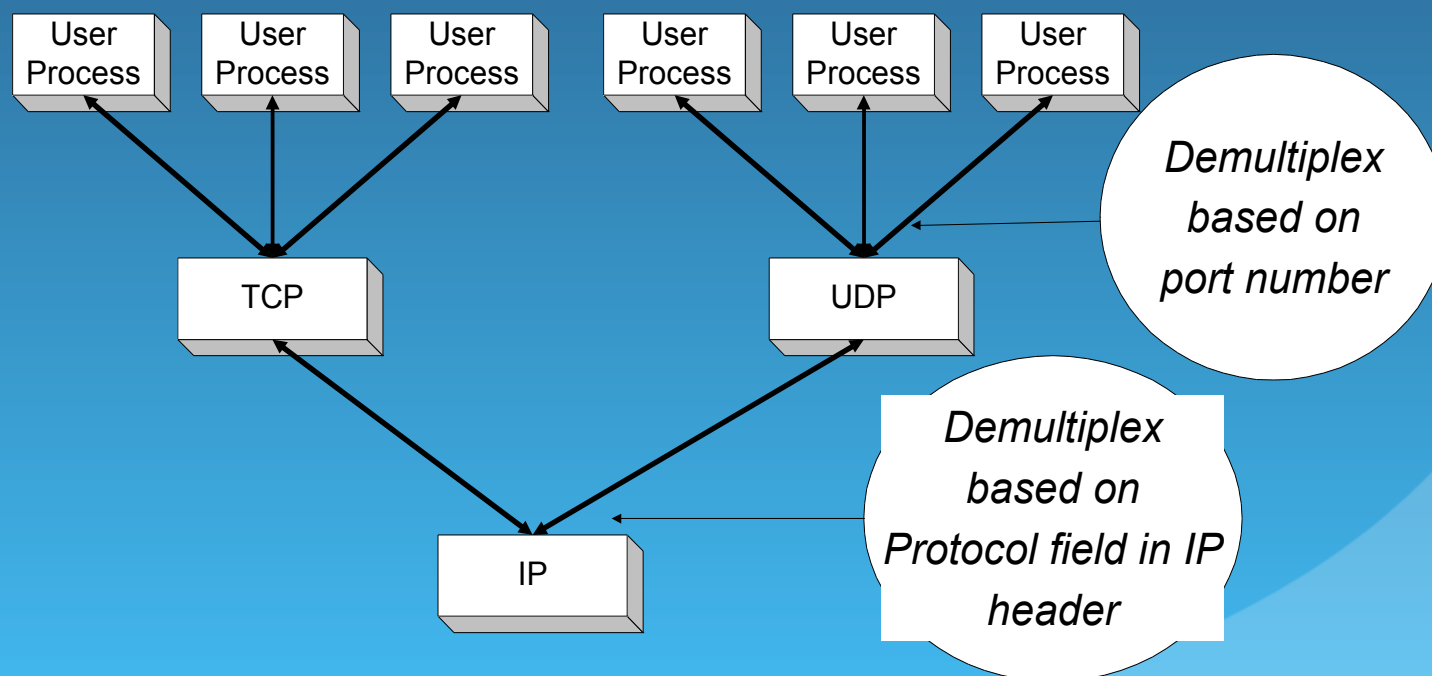 User
Process
User
Process
User
Process
User
Process
User
Process
User
Process
Demultiplex
based on
port number
TCP
UDP
Demultiplex
based on
Protocol field in IP
header
IP